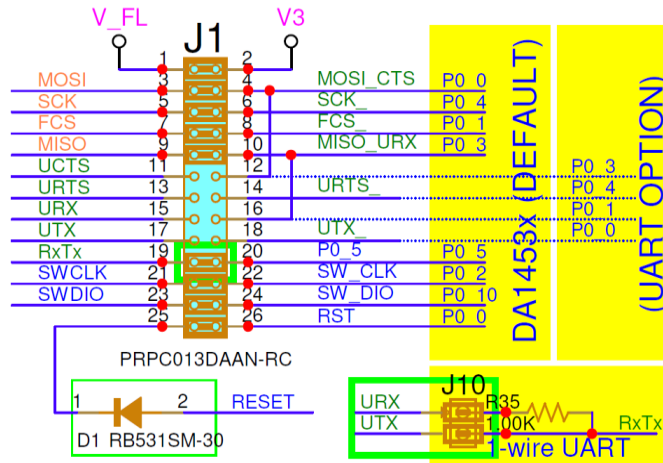 V_FL J1 V3
1 2
MOSI 3 4 MOSI_CTS P0_0
SCK 5 6 SCK_ P0_4
FCS 7 8 FCS_ P0_1
MISO 9 10 MISO_URX P0_3
UCTS 11 12 P0_3
URTS 13 14 URTS_ P0_4
URX 15 16 P0_1
UTX 17 18 UTX_ P0_0
RxTx 19 20 P0_5 P0_5
SWCLK 21 22 SW_CLK P0_2
SWDIO 23 24 SW_DIO P0_10
25 26 RST P0_0
DA1453x (DEFAULT)
(UART OPTION)
PRPC013DAAN-RC
1 2 RESET
D1 RB531SM-30
J10
URX R35
UTX 1.00K RxTx
1-wire UART